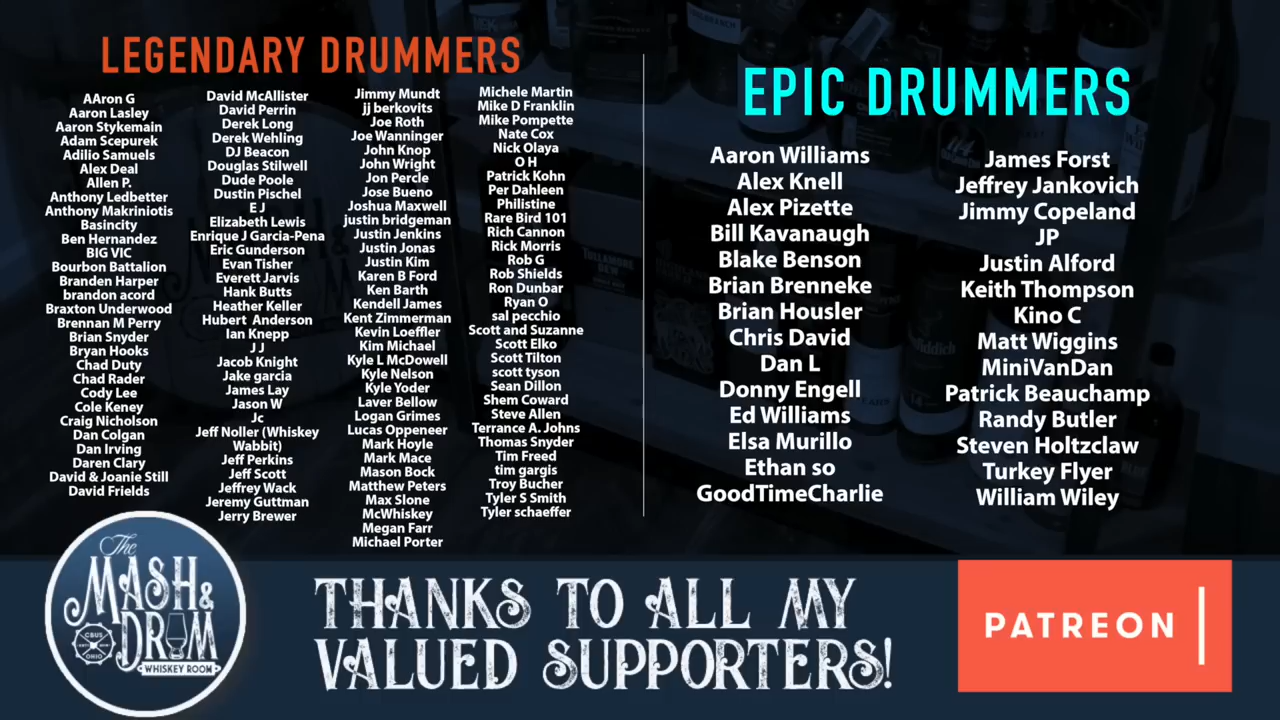 LEGENDARY DRUMMERS
AAron G
Aaron Lasley
Aaron Stykemain
Adam Scepurek
Adilio Samuels
Alex Deal
Allen P.
Anthony Ledbetter
Anthony Makriniotis
Basincity
Ben Hernandez
BIG VIC
Bourbon Battalion
Branden Harper
brandon acord
Braxton Underwood
Brennan M Perry
Brian Snyder
Bryan Hooks
Chad Duty
Chad Rader
Cody Lee
Cole Keney
Craig Nicholson
Dan Colgan
Dan Irving
Daren Clary
David & Joanie Still
David Frields
David McAllister
David Perrin
Derek Long
Derek Wehling
DJ Beacon
Douglas Stilwell
Dude Poole
Dustin Pischel
E J
Elizabeth Lewis
Enrique J Garcia-Pena
Eric Gunderson
Evan Tisher
Everett Jarvis
Hank Butts
Heather Keller
Hubert Anderson
Ian Knepp
J J
Jacob Knight
Jake garcia
James Lay
Jason W
Jc
Jeff Noller (Whiskey
Wabbit)
Jeff Perkins
Jeff Scott
Jeffrey Wack
Jeremy Guttman
Jerry Brewer
Jimmy Mundt
jj berkovits
Joe Roth
Joe Wanninger
John Knop
John Wright
Jon Percle
Jose Bueno
Joshua Maxwell
justin bridgeman
Justin Jenkins
Justin Jonas
Justin Kim
Karen B Ford
Ken Barth
Kendell James
Kent Zimmerman
Kevin Loeffler
Kim Michael
Kyle L McDowell
Kyle Nelson
Kyle Yoder
Laver Bellow
Logan Grimes
Lucas Oppeneer
Mark Hoyle
Mark Mace
Mason Bock
Matthew Peters
Max Slone
McWhiskey
Megan Farr
Michael Porter
Michele Martin
Mike D Franklin
Mike Pompette
Nate Cox
Nick Olaya
O H
Patrick Kohn
Per Dahleen
Philistine
Rare Bird 101
Rich Cannon
Rick Morris
Rob G
Rob Shields
Ron Dunbar
Ryan O
sal pecchio
Scott and Suzanne
Scott Elko
Scott Tilton
scott tyson
Sean Dillon
Shem Coward
Steve Allen
Terrance A. Johns
Thomas Snyder
Tim Freed
tim gargis
Troy Bucher
Tyler S Smith
Tyler schaeffer
EPIC DRUMMERS
Aaron Williams
Alex Knell
Alex Pizette
Bill Kavanaugh
Blake Benson
Brian Brenneke
Brian Housler
Chris David
Dan L
Donny Engell
Ed Williams
Elsa Murillo
Ethan so
GoodTimeCharlie
James Forst
Jeffrey Jankovich
Jimmy Copeland
JP
Justin Alford
Keith Thompson
Kino C
Matt Wiggins
MiniVanDan
Patrick Beauchamp
Randy Butler
Steven Holtzclaw
Turkey Flyer
William Wiley
The
MASH &
DRUM
CBUS
OHIO
WHISKEY ROOM
THANKS TO ALL MY
VALUED SUPPORTERS!
PATREON
TULLAMORE
DEW